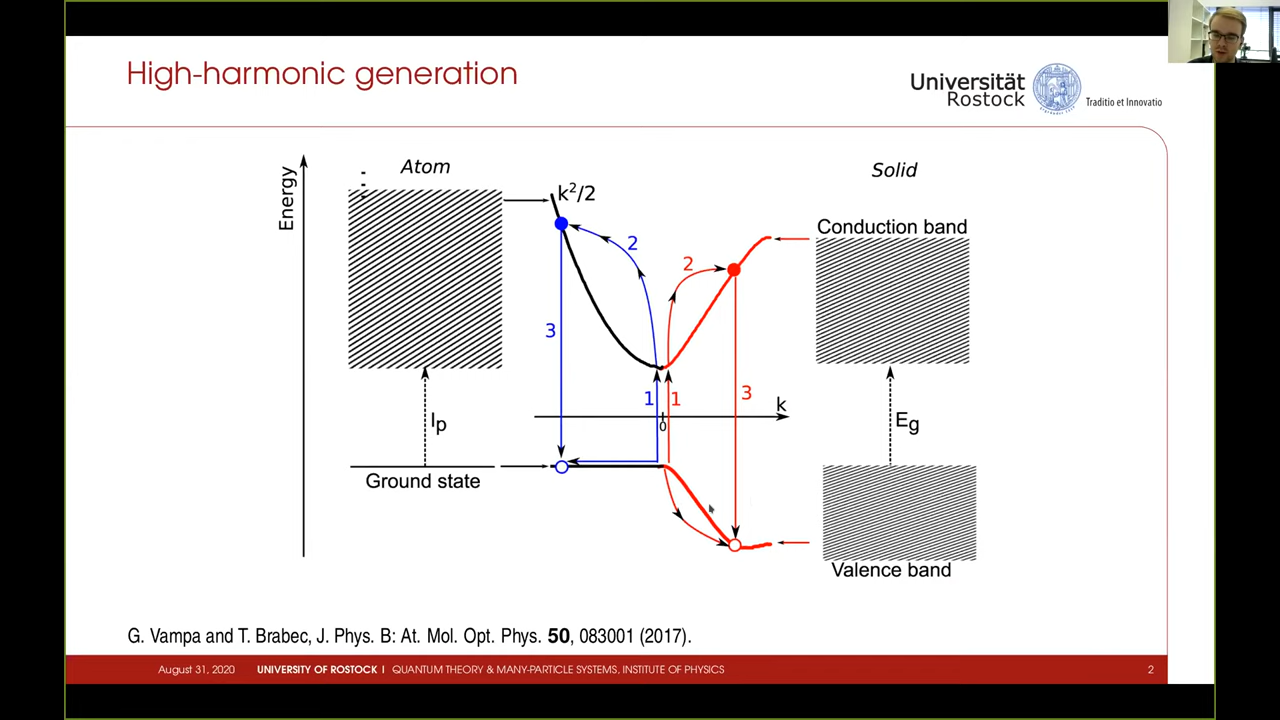 High-harmonic generation
Universität
Rostock
Traditio et Innovatio
Energy
Atom
k²/2
Solid
Conduction band
2
2
3
3
1
1
k
0
Ip
Eg
Ground state
Valence band
G. Vampa and T. Brabec, J. Phys. B: At. Mol. Opt. Phys. 50, 083001 (2017).
August 31, 2020 UNIVERSITY OF ROSTOCK | QUANTUM THEORY & MANY-PARTICLE SYSTEMS, INSTITUTE OF PHYSICS 2